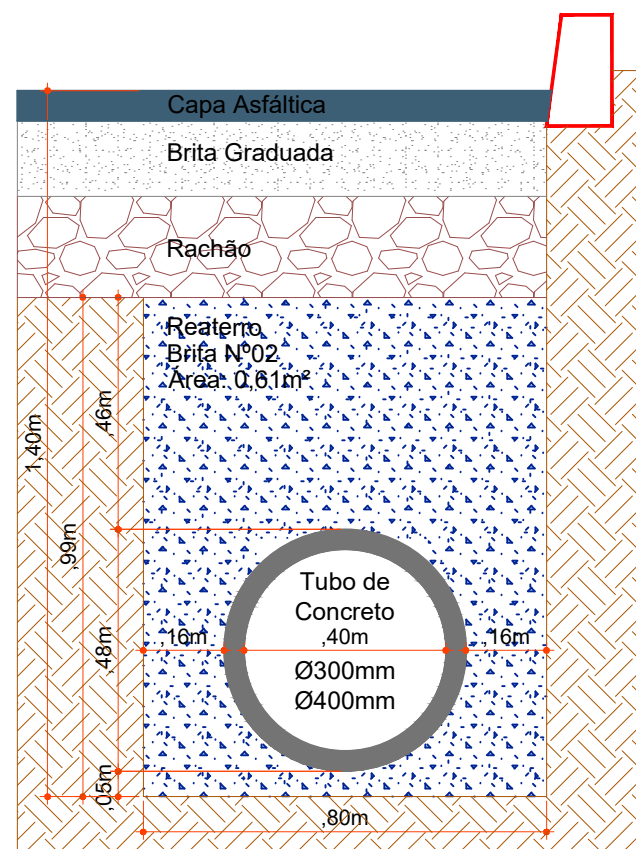 Capa Asfáltica
Brita Graduada
Rachão
Reaterro
Brita Nº02
Área: 0,61m²
1,40m
,99m
,46m
,48m
,05m
Tubo de
Concreto
,16m
,40m
,16m
Ø300mm
Ø400mm
,80m